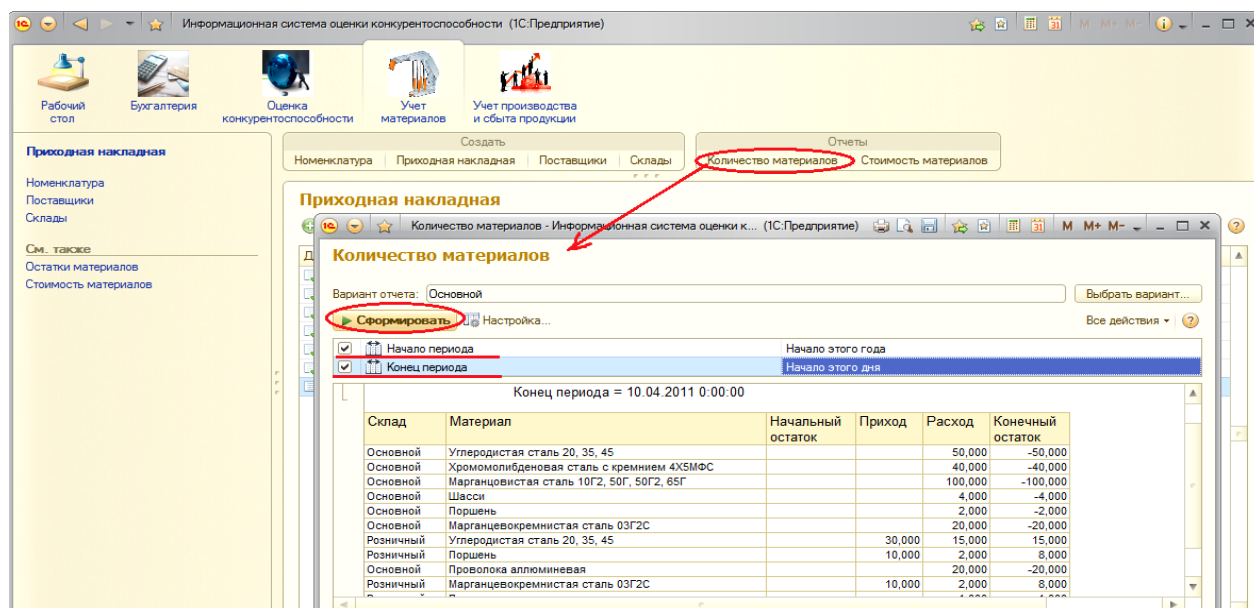 Информационная система оценки конкурентоспособности (1С:Предприятие)
M M+ M-
Рабочий стол
Бухгалтерия
Оценка конкурентоспособности
Учет материалов
Учет производства и сбыта продукции
Приходная накладная
Номенклатура
Поставщики
Склады
См. также
Остатки материалов
Стоимость материалов
Создать
Номенклатура Приходная накладная Поставщики Склады
Отчеты
Количество материалов Стоимость материалов
Приходная накладная
Количество материалов - Информационная система оценки к... (1С:Предприятие) M M+ M-
Количество материалов
Вариант отчета: Основной Выбрать вариант...
Сформировать Настройка... Все действия
Начало периода Начало этого года
Конец периода Начало этого дня
Конец периода = 10.04.2011 0:00:00
Склад Материал Начальный остаток Приход Расход Конечный остаток
Основной Углеродистая сталь 20, 35, 45 50,000 -50,000
Основной Хромомолибденовая сталь с кремнием 4Х5МФС 40,000 -40,000
Основной Марганцовистая сталь 10Г2, 50Г, 50Г2, 65Г 100,000 -100,000
Основной Шасси 4,000 -4,000
Основной Поршень 2,000 -2,000
Основной Марганцевокремнистая сталь 03Г2С 20,000 -20,000
Розничный Углеродистая сталь 20, 35, 45 30,000 15,000 15,000
Розничный Поршень 10,000 2,000 8,000
Основной Проволока аллюминевая 20,000 -20,000
Розничный Марганцевокремнистая сталь 03Г2С 10,000 2,000 8,000